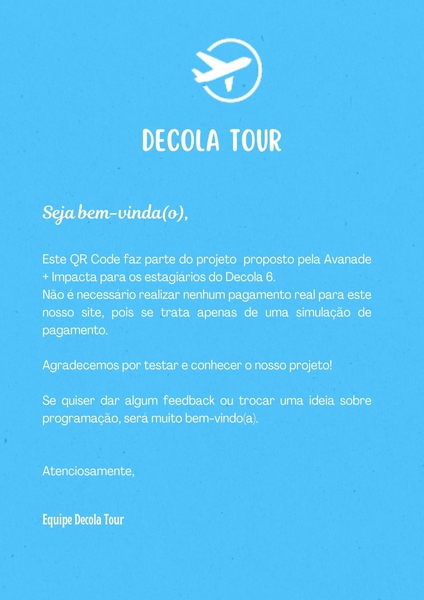 DECOLA TOUR
Seja bem-vinda(o),
Este QR Code faz parte do projeto proposto pela Avanade
+ Impacta para os estagiários do Decola 6.
Não é necessário realizar nenhum pagamento real para este
nosso site, pois se trata apenas de uma simulação de
pagamento.
Agradecemos por testar e conhecer o nosso projeto!
Se quiser dar algum feedback ou trocar uma ideia sobre
programação, será muito bem-vindo(a).
Atenciosamente,
Equipe Decola Tour